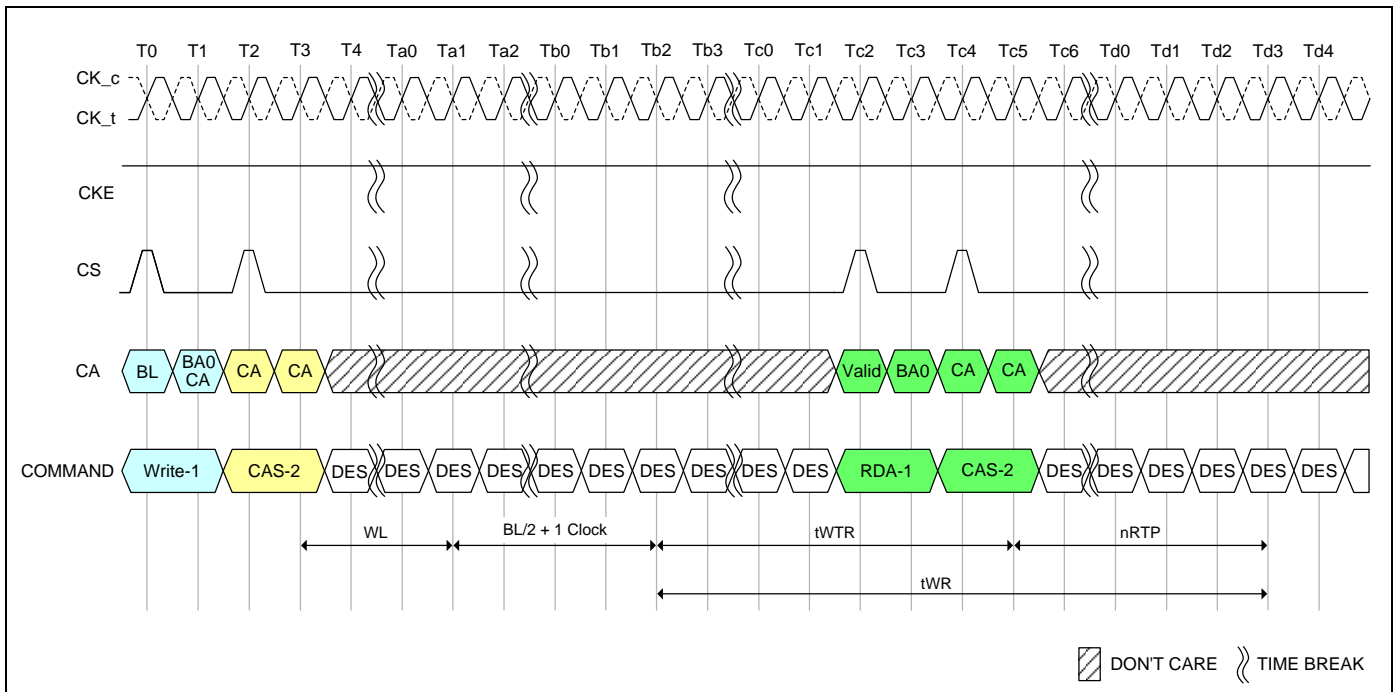 T0 T1 T2 T3 T4 Ta0 Ta1 Ta2 Tb0 Tb1 Tb2 Tb3 Tc0 Tc1 Tc2 Tc3 Tc4 Tc5 Tc6 Td0 Td1 Td2 Td3 Td4
CK_c
CK_t
CKE
CS
CA BL BA0 CA CA CA Valid BA0 CA CA
COMMAND Write-1 CAS-2 DES DES DES DES DES DES DES DES DES DES RDA-1 CAS-2 DES DES DES DES DES DES
WL BL/2 + 1 Clock tWTR nRTP
tWR
DON'T CARE TIME BREAK